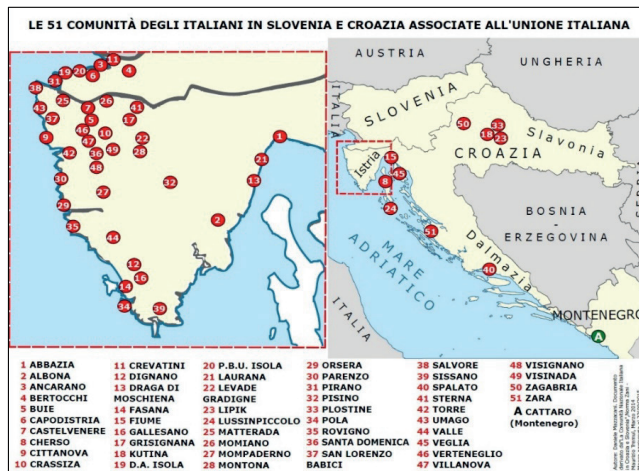 LE 51 COMUNITÀ DEGLI ITALIANI IN SLOVENIA E CROAZIA ASSOCIATE ALL'UNIONE ITALIANA
AUSTRIA
UNGHERIA
ITALIA
SLOVENIA
Slavonia
CROAZIA
Istria
BOSNIA
-
ERZEGOVINA
Dalmazia
MARE
ADRIATICO
MONTENEGRO
ITALIA
1 ABBAZIA
2 ALBONA
3 ANCARANO
4 BERTOCCHI
5 BUIE
6 CAPODISTRIA
7 CASTELVENERE
8 CHERSO
9 CITTANOVA
10 CRASSIZA
11 CREVATINI
12 DIGNANO
13 DRAGA DI
MOSCHIENA
14 FASANA
15 FIUME
16 GALLESANO
17 GRISIGNANA
18 KUTINA
19 D.A. ISOLA
20 P.B.U. ISOLA
21 LAURANA
22 LEVADE
GRADIGNE
23 LIPIK
24 LUSSINPICCOLO
25 MATTERADA
26 MOMIANO
27 MOMPADERNO
28 MONTONA
29 ORSERA
30 PARENZO
31 PIRANO
32 PISINO
33 PLOSTINE
34 POLA
35 ROVIGNO
36 SANTA DOMENICA
37 SAN LORENZO
BABICI
38 SALVORE
39 SISSANO
40 SPALATO
41 STERNA
42 TORRE
43 UMAGO
44 VALLE
45 VEGLIA
46 VERTENEGLIO
47 VILLANOVA
48 VISIGNANO
49 VISINADA
50 ZAGABRIA
51 ZARA
A CATTARO
(Montenegro)